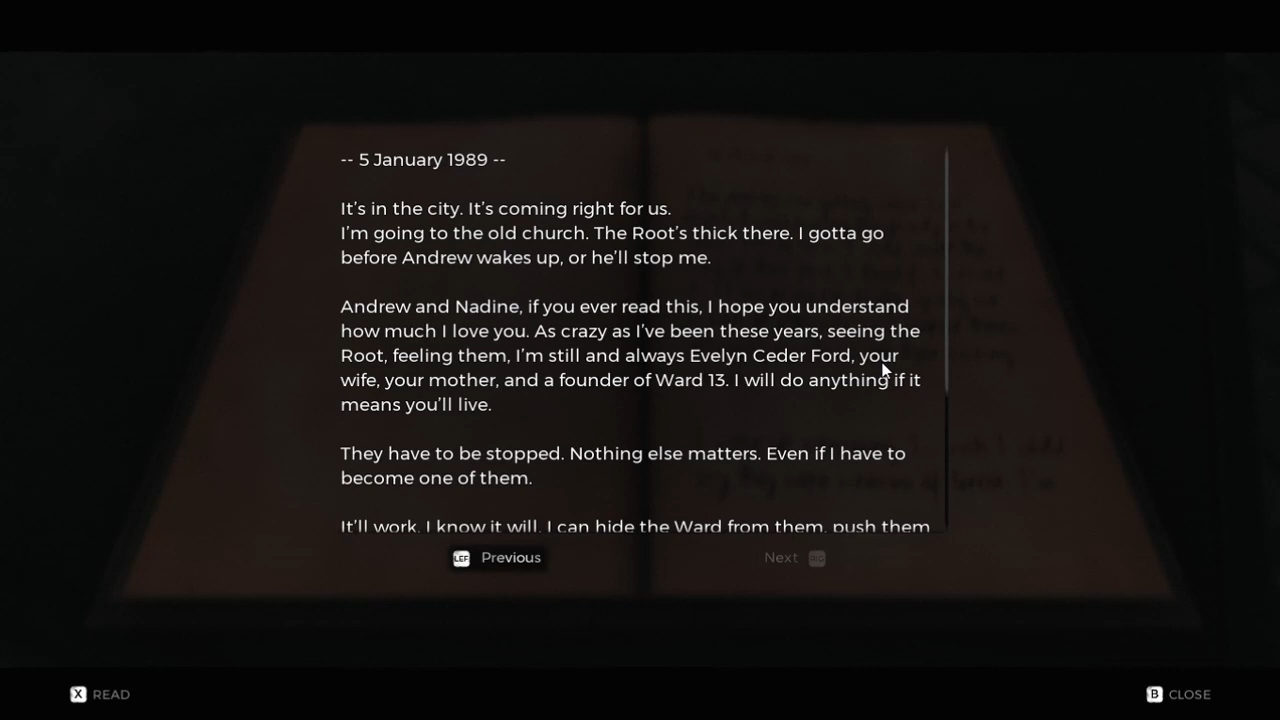 -- 5 January 1989 --
It's in the city. It's coming right for us.
I'm going to the old church. The Root's thick there. I gotta go
before Andrew wakes up, or he'll stop me.
Andrew and Nadine, if you ever read this, I hope you understand
how much I love you. As crazy as I've been these years, seeing the
Root, feeling them, I'm still and always Evelyn Ceder Ford, your
wife, your mother, and a founder of Ward 13. I will do anything if it
means you'll live.
They have to be stopped. Nothing else matters. Even if I have to
become one of them.
It'll work. I know it will. I can hide the Ward from them, push them
LEF Previous
Next
X READ
B CLOSE